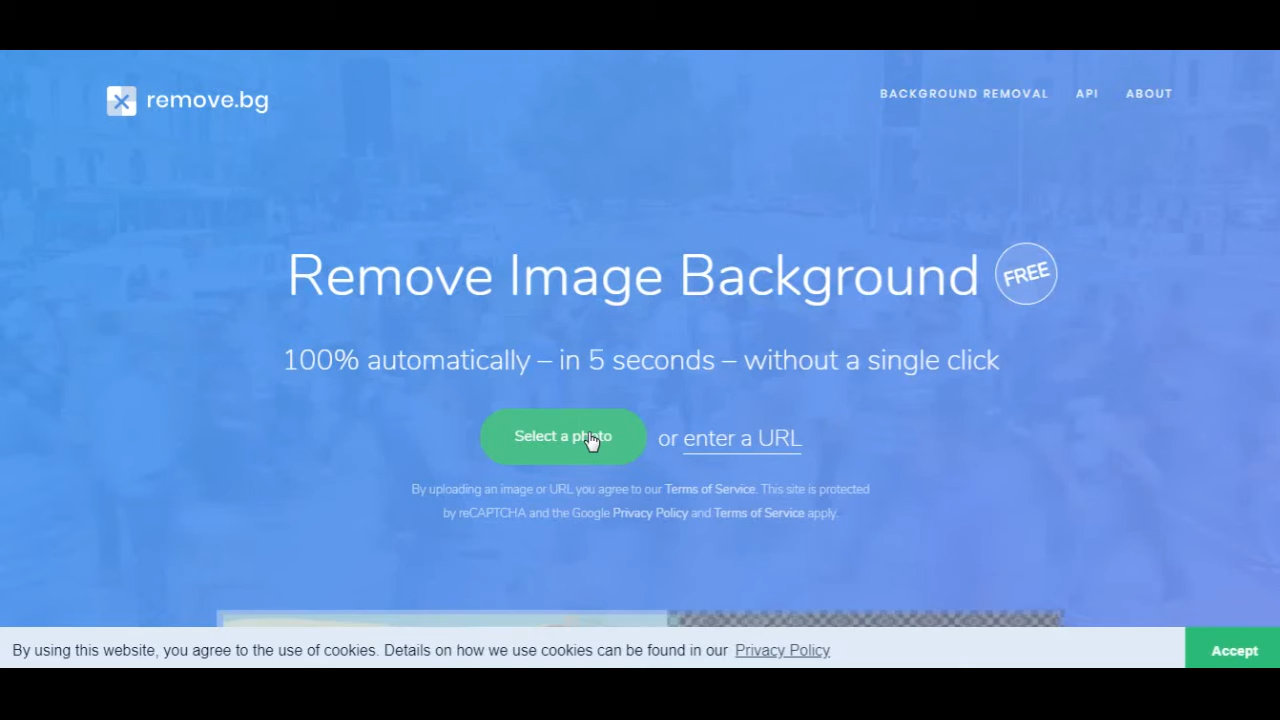 remove.bg
BACKGROUND REMOVAL API ABOUT
Remove Image Background FREE
100% automatically – in 5 seconds – without a single click
Select a photo or enter a URL
By uploading an image or URL you agree to our Terms of Service. This site is protected
by reCAPTCHA and the Google Privacy Policy and Terms of Service apply.
By using this website, you agree to the use of cookies. Details on how we use cookies can be found in our Privacy Policy Accept